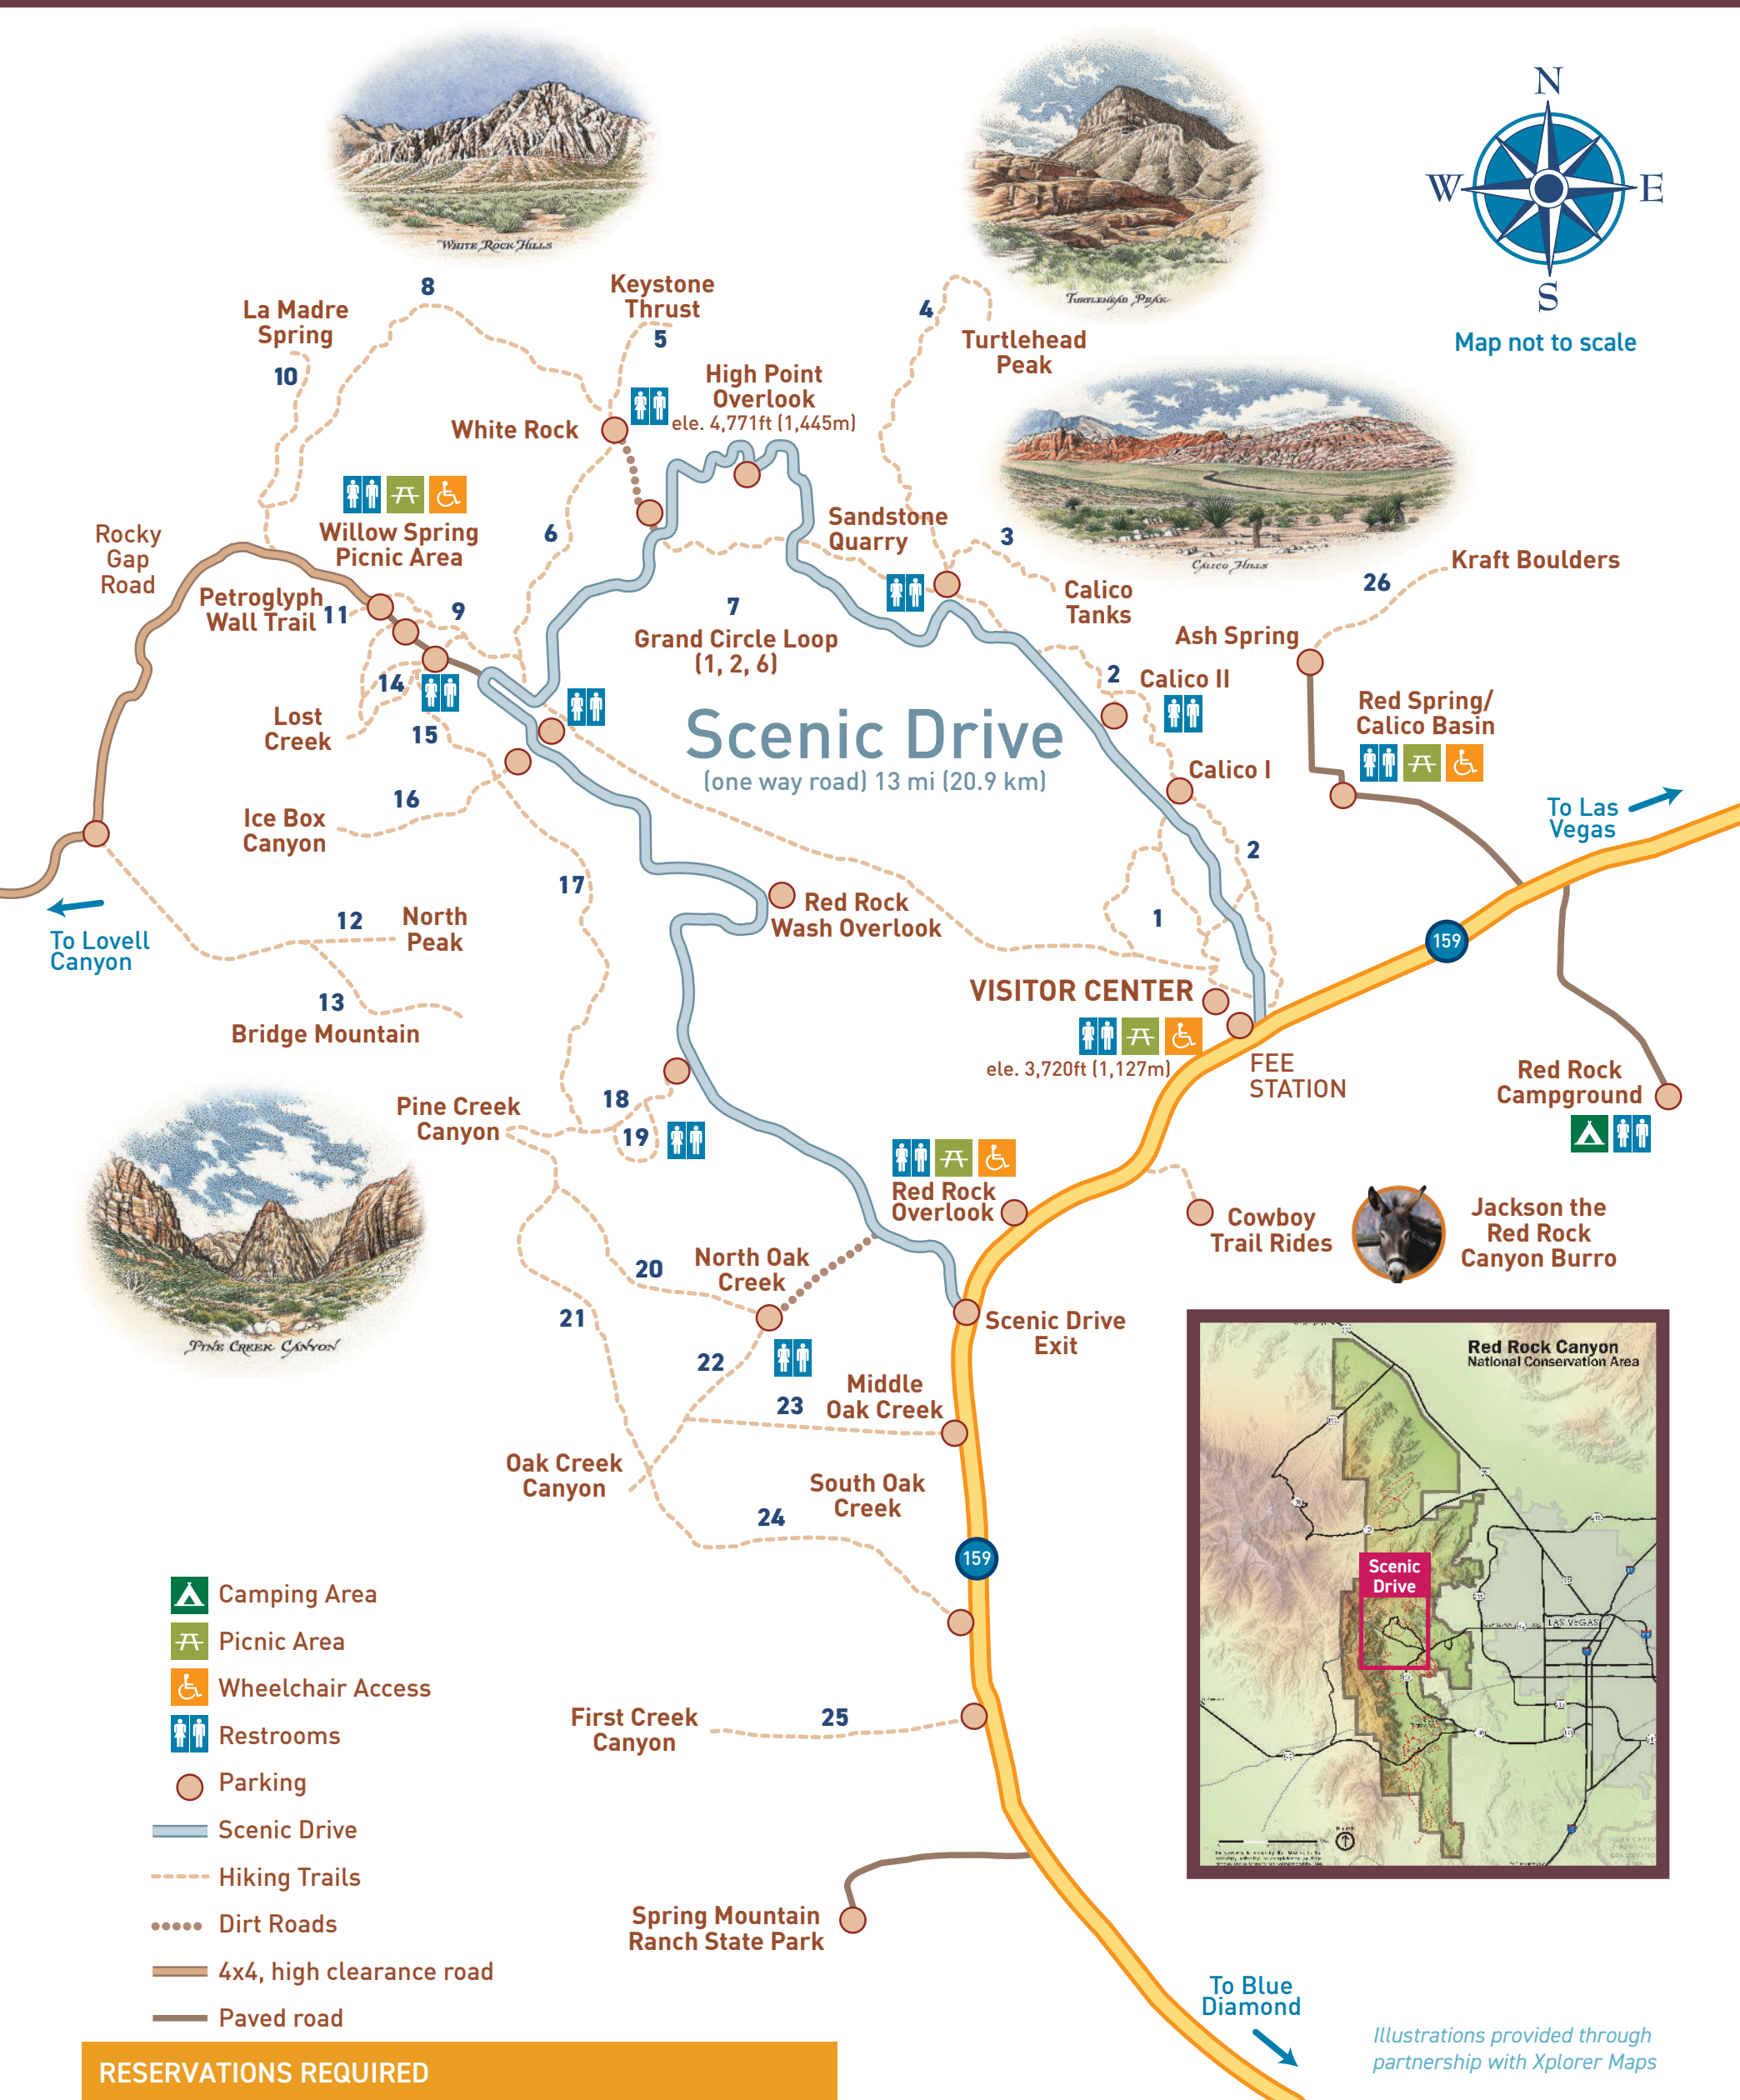 WHITE ROCK HILLS
TURTLEHEAD PEAK
N
W
E
S
Map not to scale
8
Keystone
Thrust
5
La Madre
Spring
10
4
Turtlehead
Peak
High Point
Overlook
ele. 4,771ft (1,445m)
White Rock
CALICO HILLS
Willow Spring
Picnic Area
Rocky
Gap
Road
6
Sandstone
Quarry
3
Kraft Boulders
26
Calico
Tanks
Petroglyph
Wall Trail
11
9
7
Grand Circle Loop
(1, 2, 6)
Ash Spring
2
Calico II
14
Lost
Creek
15
Scenic Drive
(one way road) 13 mi (20.9 km)
Red Spring/
Calico Basin
Calico I
16
Ice Box
Canyon
To Las
Vegas
2
17
12
North
Peak
Red Rock
Wash Overlook
1
To Lovell
Canyon
159
13
Bridge Mountain
VISITOR CENTER
ele. 3,720ft (1,127m)
FEE
STATION
Red Rock
Campground
Pine Creek
Canyon
18
19
Red Rock
Overlook
Cowboy
Trail Rides
Jackson the
Red Rock
Canyon Burro
North Oak
Creek
20
21
PINE CREEK CANYON
Scenic Drive
Exit
22
Middle
Oak Creek
23
Oak Creek
Canyon
South Oak
Creek
24
159
Red Rock Canyon
National Conservation Area
Scenic
Drive
LAS VEGAS
Camping Area
Picnic Area
Wheelchair Access
Restrooms
Parking
Scenic Drive
Hiking Trails
Dirt Roads
4x4, high clearance road
Paved road
First Creek
Canyon
25
Spring Mountain
Ranch State Park
To Blue
Diamond
Illustrations provided through
partnership with Xplorer Maps
RESERVATIONS REQUIRED